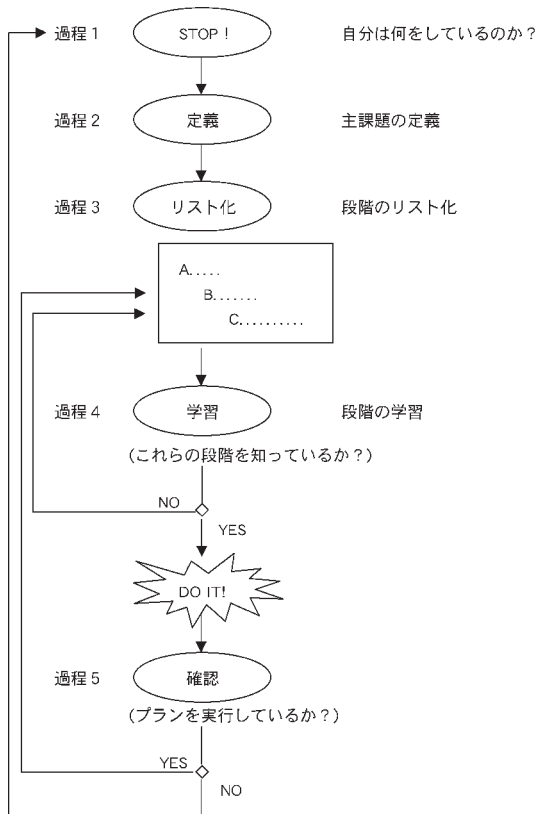 過程 1 STOP ! 自分は何をしているのか?
過程 2 定義 主課題の定義
過程 3 リスト化 段階のリスト化
A.....
B.......
C..........
過程 4 学習 段階の学習
(これらの段階を知っているか?)
NO
YES
DO IT!
過程 5 確認
(プランを実行しているか?)
YES
NO